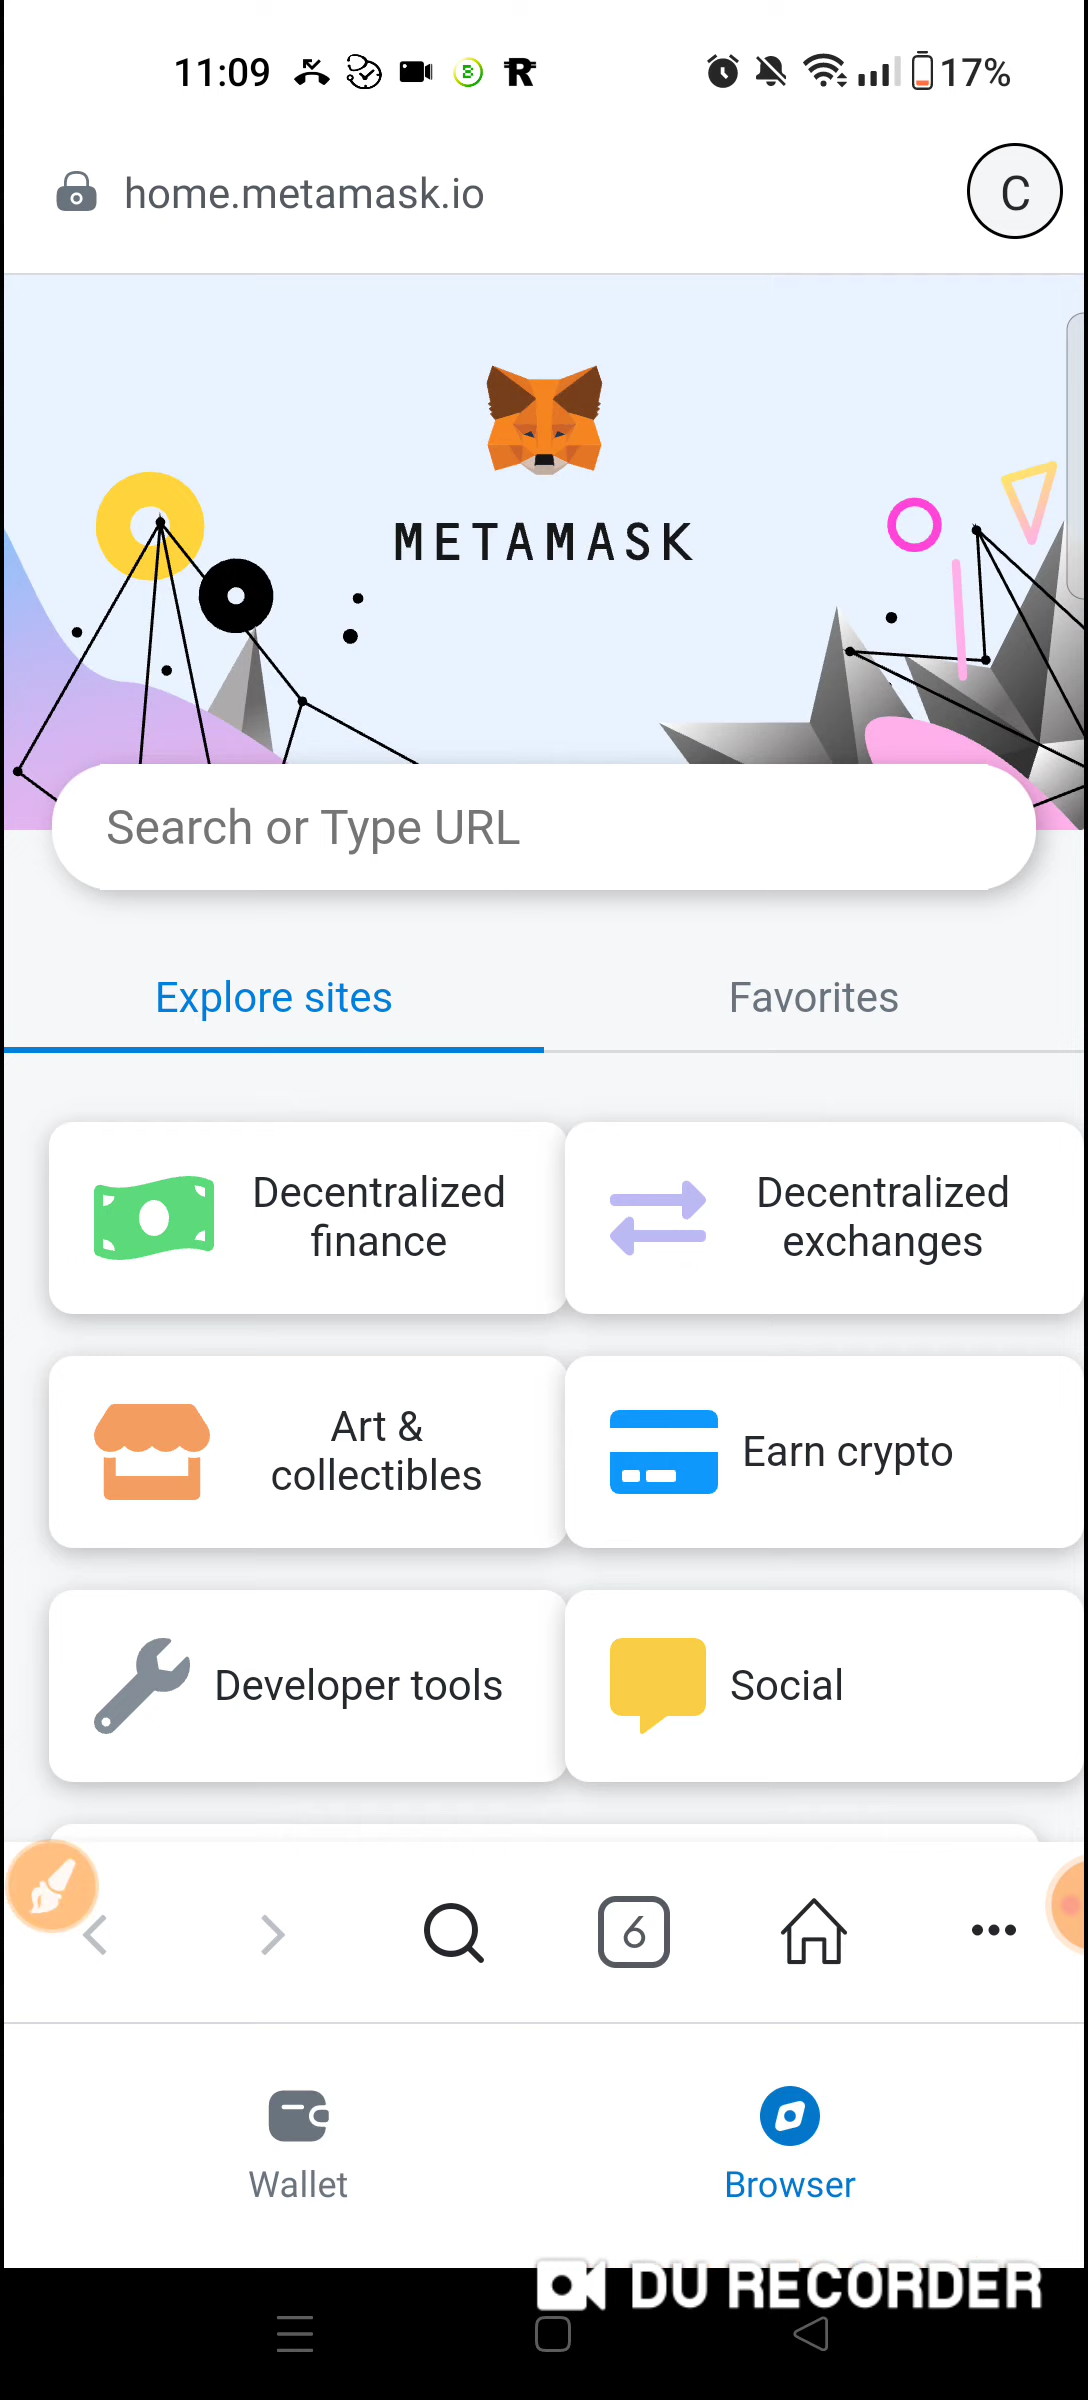 11:09
17%
home.metamask.io
C
METAMASK
Search or Type URL
Explore sites
Favorites
Decentralized
finance
Decentralized
exchanges
Art &
collectibles
Earn crypto
Developer tools
Social
6
Wallet
Browser
DU RECORDER